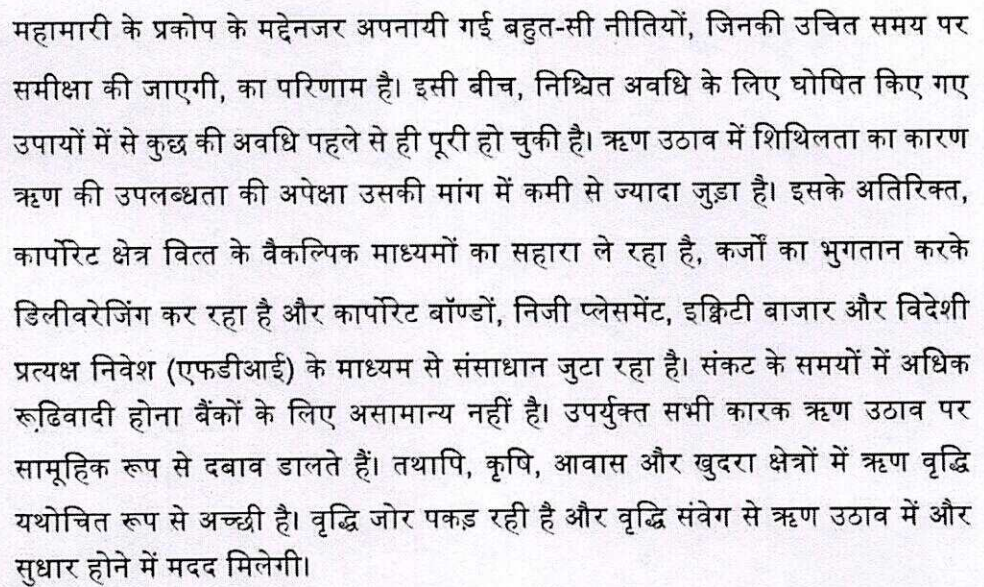 महामारी के प्रकोप के मद्देनजर अपनायी गई बहुत-सी नीतियों, जिनकी उचित समय पर
समीक्षा की जाएगी, का परिणाम है। इसी बीच, निश्चित अवधि के लिए घोषित किए गए
उपायों में से कुछ की अवधि पहले से ही पूरी हो चुकी है। ऋण उठाव में शिथिलता का कारण
ऋण की उपलब्धता की अपेक्षा उसकी मांग में कमी से ज्यादा जुड़ा है। इसके अतिरिक्त,
कार्पोरेट क्षेत्र वित्त के वैकल्पिक माध्यमों का सहारा ले रहा है, कर्जों का भुगतान करके
डिलीवरेजिंग कर रहा है और कार्पोरेट बॉण्डों, निजी प्लेसमेंट, इक्विटी बाजार और विदेशी
प्रत्यक्ष निवेश (एफडीआई) के माध्यम से संसाधान जुटा रहा है। संकट के समयों में अधिक
रूढ़िवादी होना बैंकों के लिए असामान्य नहीं है। उपर्युक्त सभी कारक ऋण उठाव पर
सामूहिक रूप से दबाव डालते हैं। तथापि, कृषि, आवास और खुदरा क्षेत्रों में ऋण वृद्धि
यथोचित रूप से अच्छी है। वृद्धि जोर पकड़ रही है और वृद्धि संवेग से ऋण उठाव में और
सुधार होने में मदद मिलेगी।